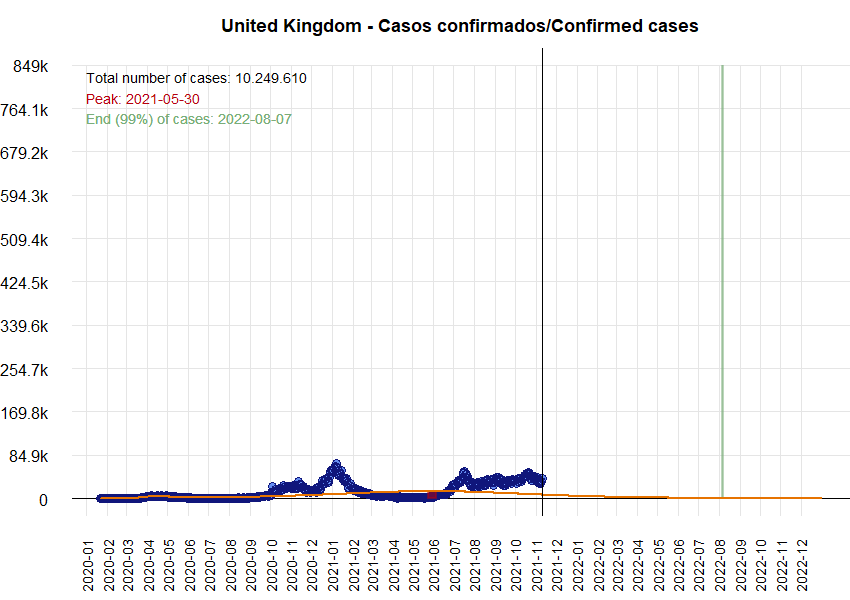 United Kingdom - Casos confirmados/Confirmed cases
849k
Total number of cases: 10.249.610
Peak: 2021-05-30
764.1k
End (99%) of cases: 2022-08-07
679.2k
594.3k
509.4k
424.5k
339.6k
254.7k
169.8k
84.9k
0
2020-01
2020-02
2020-03
2020-04
2020-05
2020-06
2020-07
2020-08
2020-09
2020-10
2020-11
2020-12
2021-01
2021-02
2021-03
2021-04
2021-05
2021-06
2021-07
2021-08
2021-09
2021-10
2021-11
2021-12
2022-01
2022-02
2022-03
2022-04
2022-05
2022-06
2022-07
2022-08
2022-09
2022-10
2022-11
2022-12